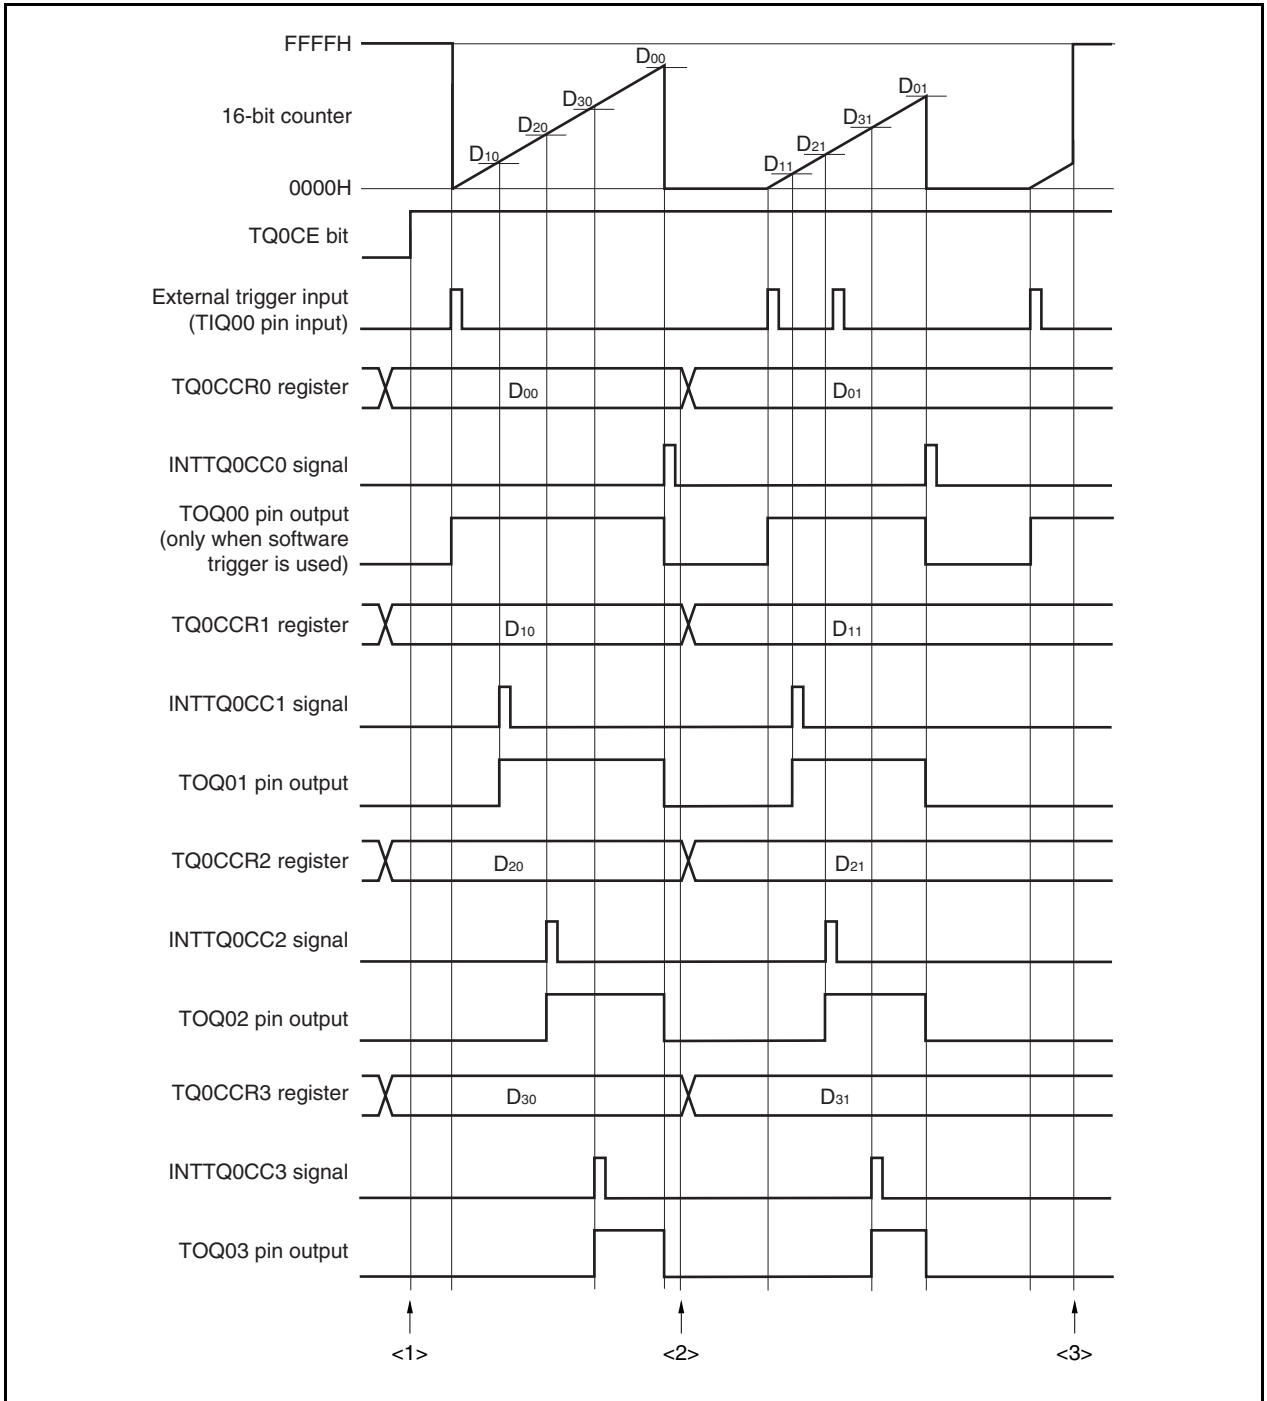 FFFFH
D00
D01
D30
D31
16-bit counter
D20
D21
D10
D11
0000H
TQ0CE bit
External trigger input
(TIQ00 pin input)
TQ0CCR0 register
D00
D01
INTTQ0CC0 signal
TOQ00 pin output
(only when software
trigger is used)
TQ0CCR1 register
D10
D11
INTTQ0CC1 signal
TOQ01 pin output
TQ0CCR2 register
D20
D21
INTTQ0CC2 signal
TOQ02 pin output
TQ0CCR3 register
D30
D31
INTTQ0CC3 signal
TOQ03 pin output
<1>
<2>
<3>